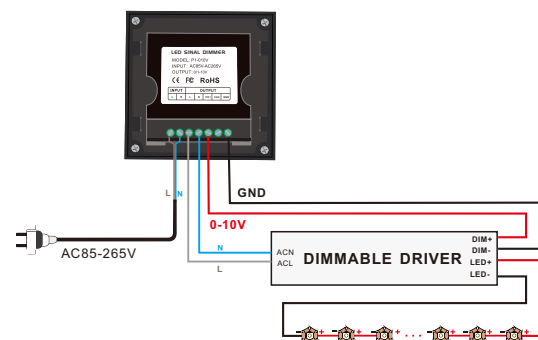 LED SINAL DIMMER
MODEL: P1-010V
INPUT: AC85V-AC265V
OUTPUT: 0/1-10V
CE FC RoHS
INPUT OUTPUT
L N L N
L N
GND
0-10V
AC85-265V
N
L
ACN
ACL
DIMMABLE DRIVER
DIM+
DIM-
LED+
LED-
+ + + ... + + +